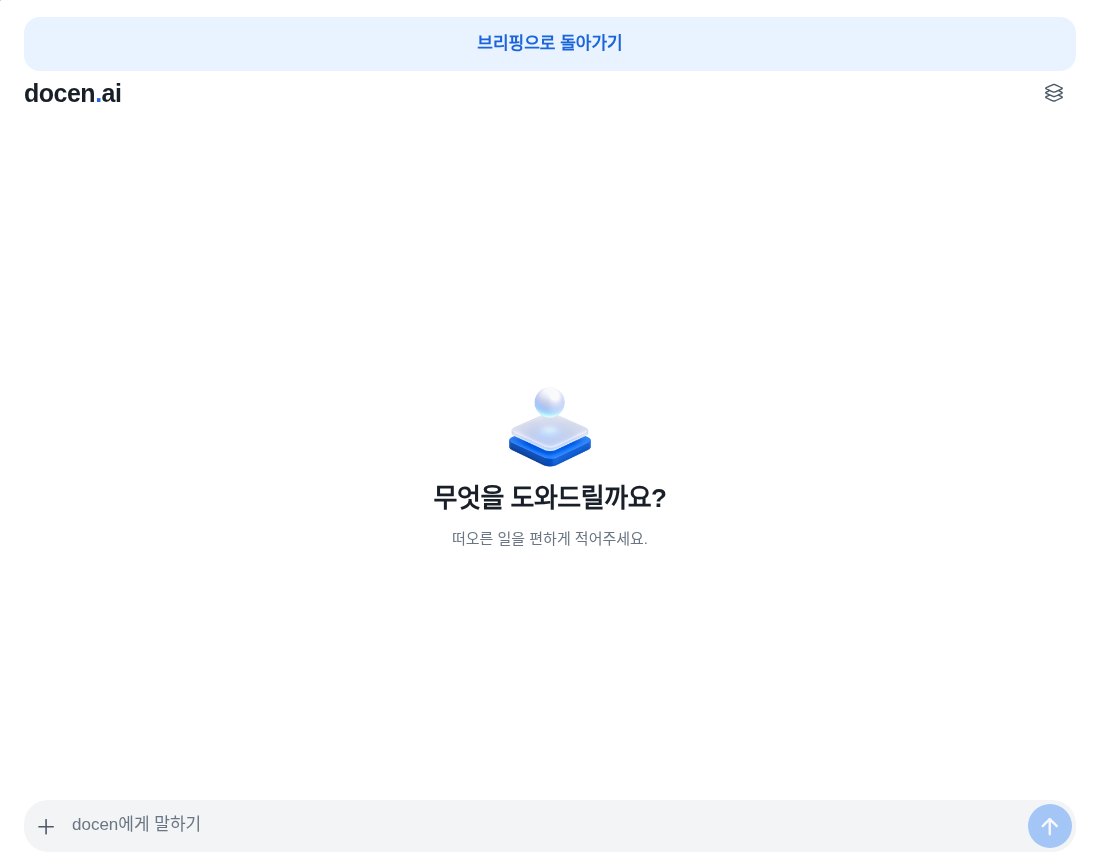 브리핑으로 돌아가기
docen.ai
무엇을 도와드릴까요?
떠오른 일을 편하게 적어주세요.
docen에게 말하기